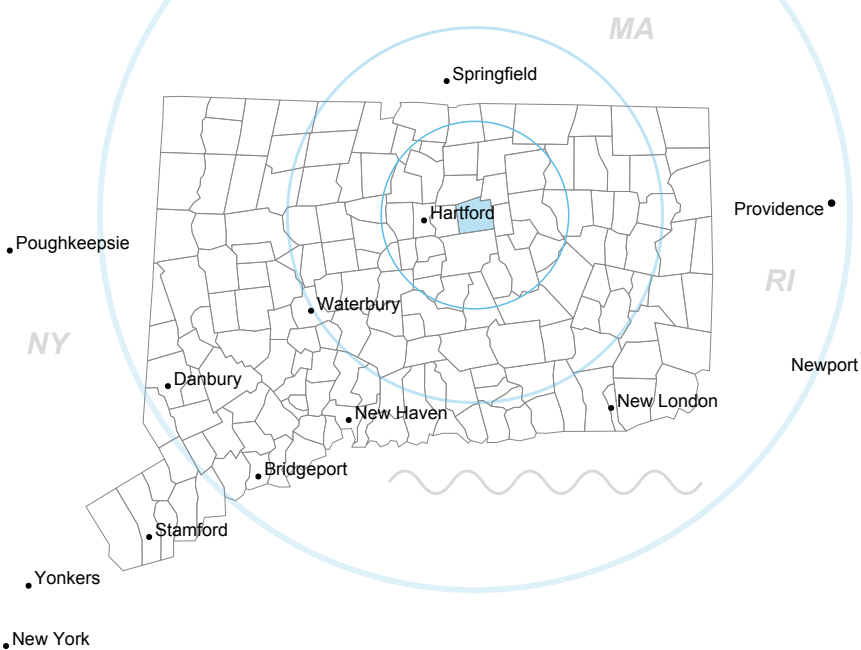 MA
Springfield
Hartford
Providence
Poughkeepsie
RI
Waterbury
NY
Newport
Danbury
New London
New Haven
Bridgeport
Stamford
Yonkers
New York